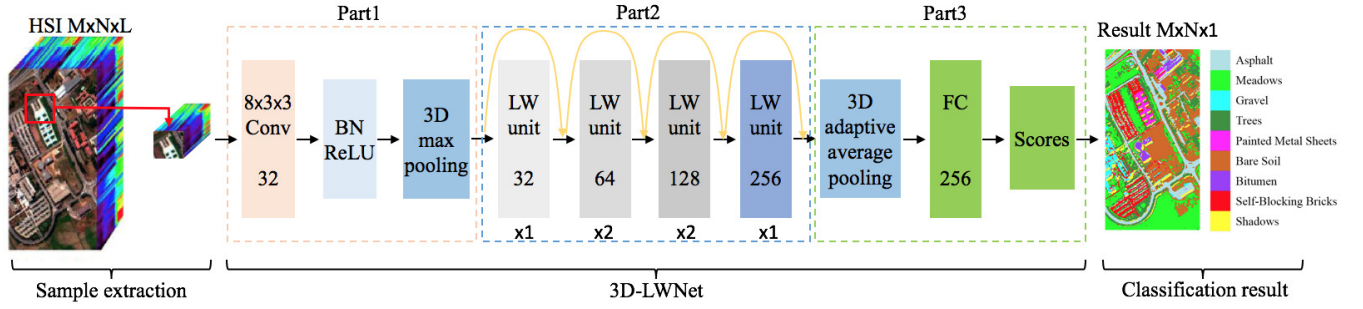 Part1
Part2
Part3
HSI MxNxL
Result MxNx1
8x3x3
Conv
32
BN
ReLU
3D
max
pooling
LW
unit
32
x1
LW
unit
64
x2
LW
unit
128
x2
LW
unit
256
x1
3D
adaptive
average
pooling
FC
256
Scores
Asphalt
Meadows
Gravel
Trees
Painted Metal Sheets
Bare Soil
Bitumen
Self-Blocking Bricks
Shadows
Sample extraction
3D-LWNet
Classification result